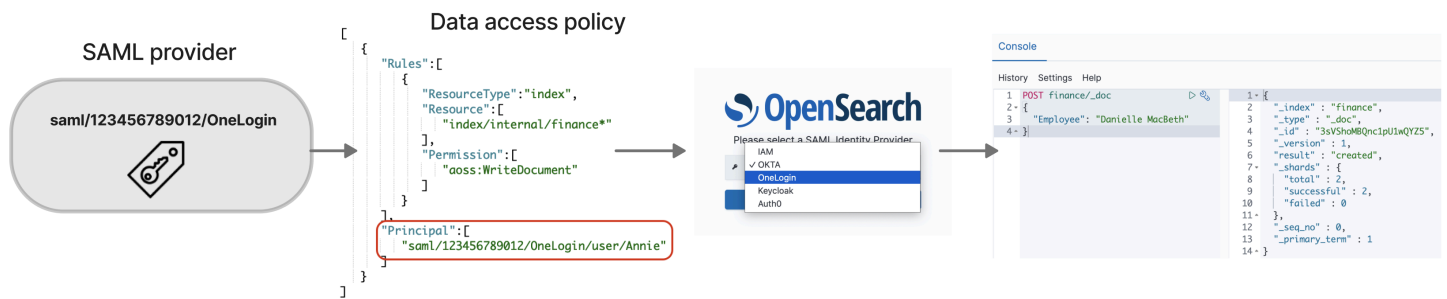 SAML provider
saml/123456789012/OneLogin
Data access policy
[
{
"Rules":[
{
"ResourceType":"index",
"Resource":[
"index/internal/finance*"
],
"Permission":[
"aoss:WriteDocument"
]
}
],
"Principal":[
"saml/123456789012/OneLogin/user/Annie"
]
}
]
OpenSearch
Please select a SAML Identity Provider
IAM
✓ OKTA
OneLogin
Keycloak
Auth0
Console
History Settings Help
1 POST finance/_doc
2 {
3 "Employee": "Danielle MacBeth"
4 }
1 {
2 "_index" : "finance",
3 "_type" : "_doc",
4 "_id" : "3sVShoMBQnc1pU1wQYZ5",
5 "_version" : 1,
6 "result" : "created",
7 "_shards" : {
8 "total" : 2,
9 "successful" : 2,
10 "failed" : 0
11 },
12 "_seq_no" : 0,
13 "_primary_term" : 1
14 }